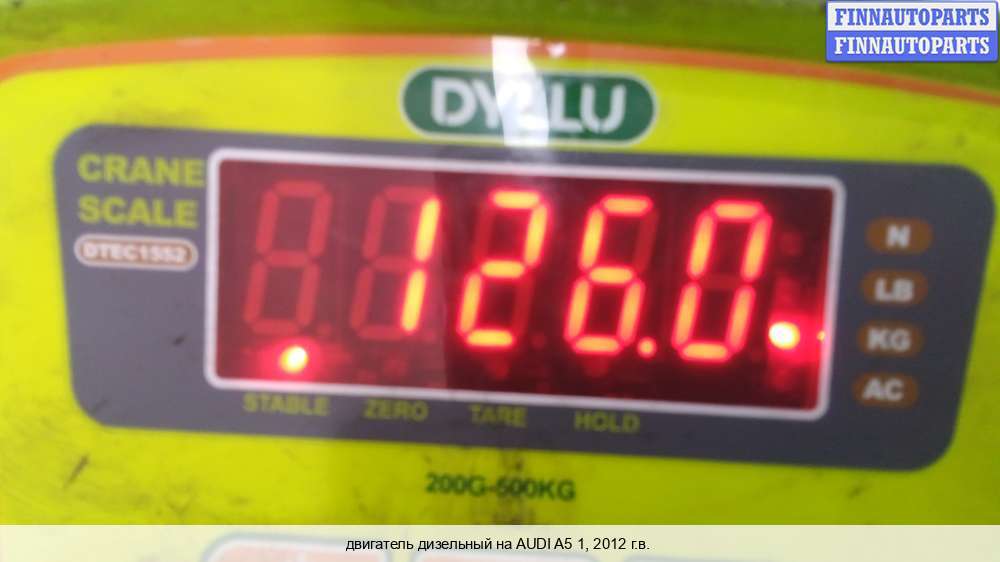 FINNAUTOPARTS
FINNAUTOPARTS
CRANE
SCALE
DTEC1552
126.0
N
LB
KG
AC
STABLE ZERO TARE HOLD
200G-500KG
двигатель дизельный на AUDI A5 1, 2012 г.в.